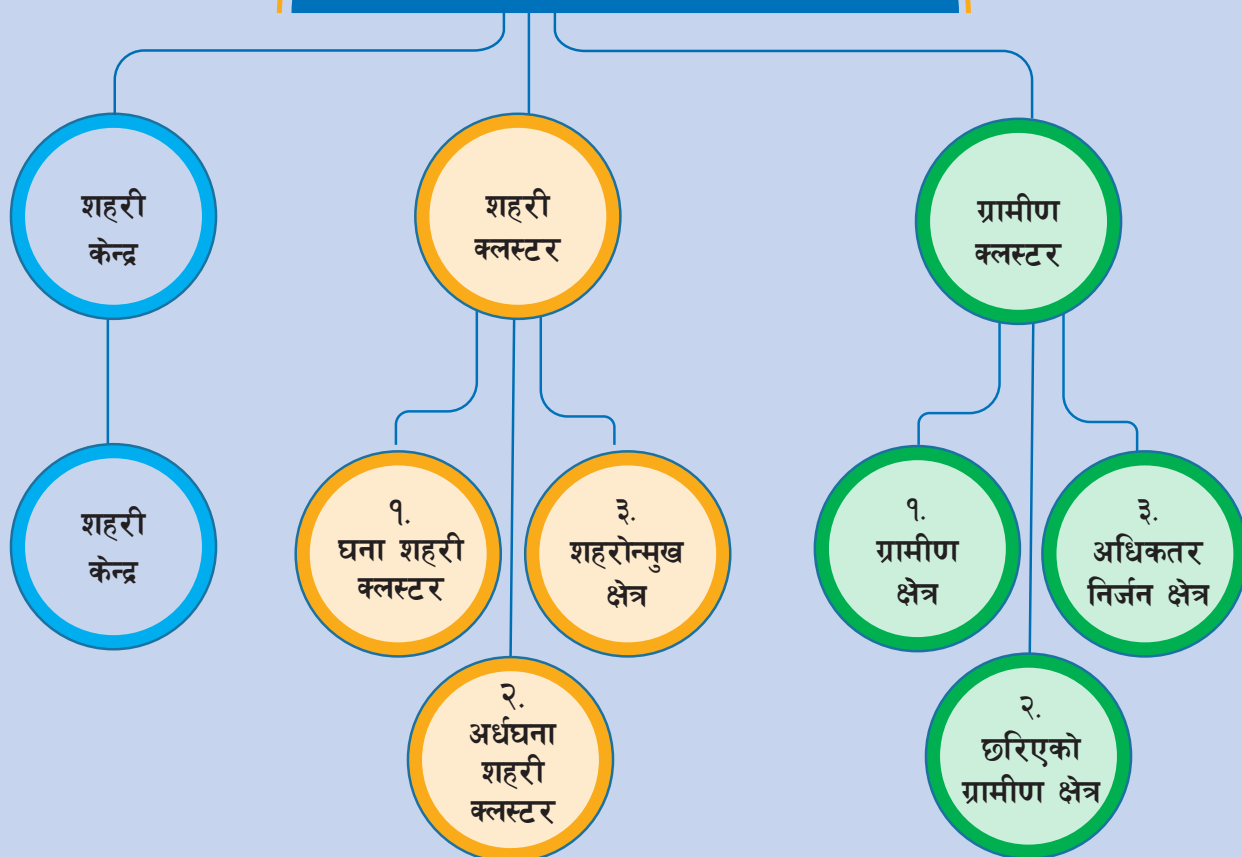 शहरी
केन्द्र
शहरी
क्लस्टर
ग्रामीण
क्लस्टर
शहरी
केन्द्र
१.
घना शहरी
क्लस्टर
३.
शहरोन्मुख
क्षेत्र
१.
ग्रामीण
क्षेत्र
३.
अधिकतर
निर्जन क्षेत्र
२.
अर्धघना
शहरी
क्लस्टर
२.
छरिएको
ग्रामीण क्षेत्र